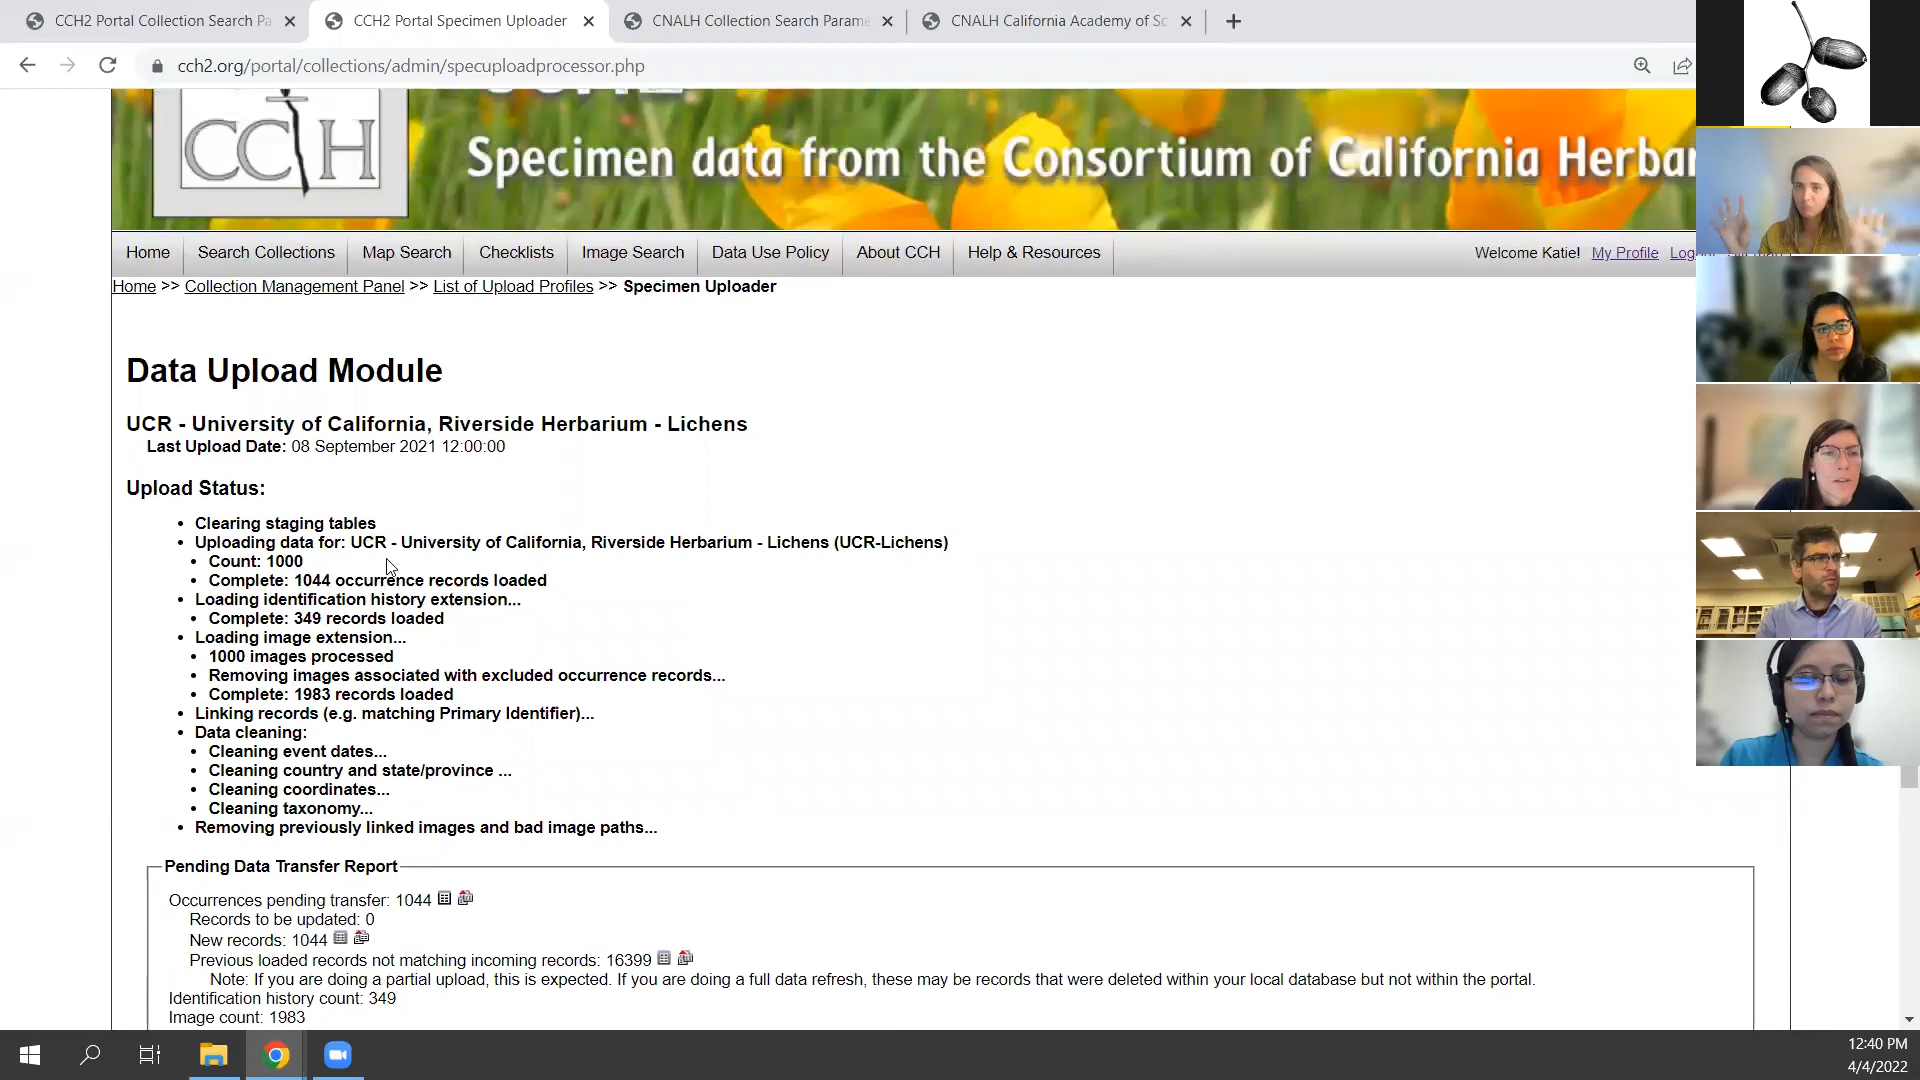 CCH2 Portal Collection Search Pa
CCH2 Portal Specimen Uploader
CNALH Collection Search Parame
CNALH California Academy of Sc
cch2.org/portal/collections/admin/specuploadprocessor.php
CCH
Specimen data from the Consortium of California Herbar
Home
Search Collections
Map Search
Checklists
Image Search
Data Use Policy
About CCH
Help & Resources
Welcome Katie!
My Profile
Home >> Collection Management Panel >> List of Upload Profiles >> Specimen Uploader
Data Upload Module
UCR - University of California, Riverside Herbarium - Lichens
Last Upload Date: 08 September 2021 12:00:00
Upload Status:
• Clearing staging tables
• Uploading data for: UCR - University of California, Riverside Herbarium - Lichens (UCR-Lichens)
• Count: 1000
• Complete: 1044 occurrence records loaded
• Loading identification history extension...
• Complete: 349 records loaded
• Loading image extension...
• 1000 images processed
• Removing images associated with excluded occurrence records...
• Complete: 1983 records loaded
• Linking records (e.g. matching Primary Identifier)...
• Data cleaning:
• Cleaning event dates...
• Cleaning country and state/province ...
• Cleaning coordinates...
• Cleaning taxonomy...
• Removing previously linked images and bad image paths...
Pending Data Transfer Report
Occurrences pending transfer: 1044
Records to be updated: 0
New records: 1044
Previous loaded records not matching incoming records: 16399
Note: If you are doing a partial upload, this is expected. If you are doing a full data refresh, these may be records that were deleted within your local database but not within the portal.
Identification history count: 349
Image count: 1983
12:40 PM
4/4/2022